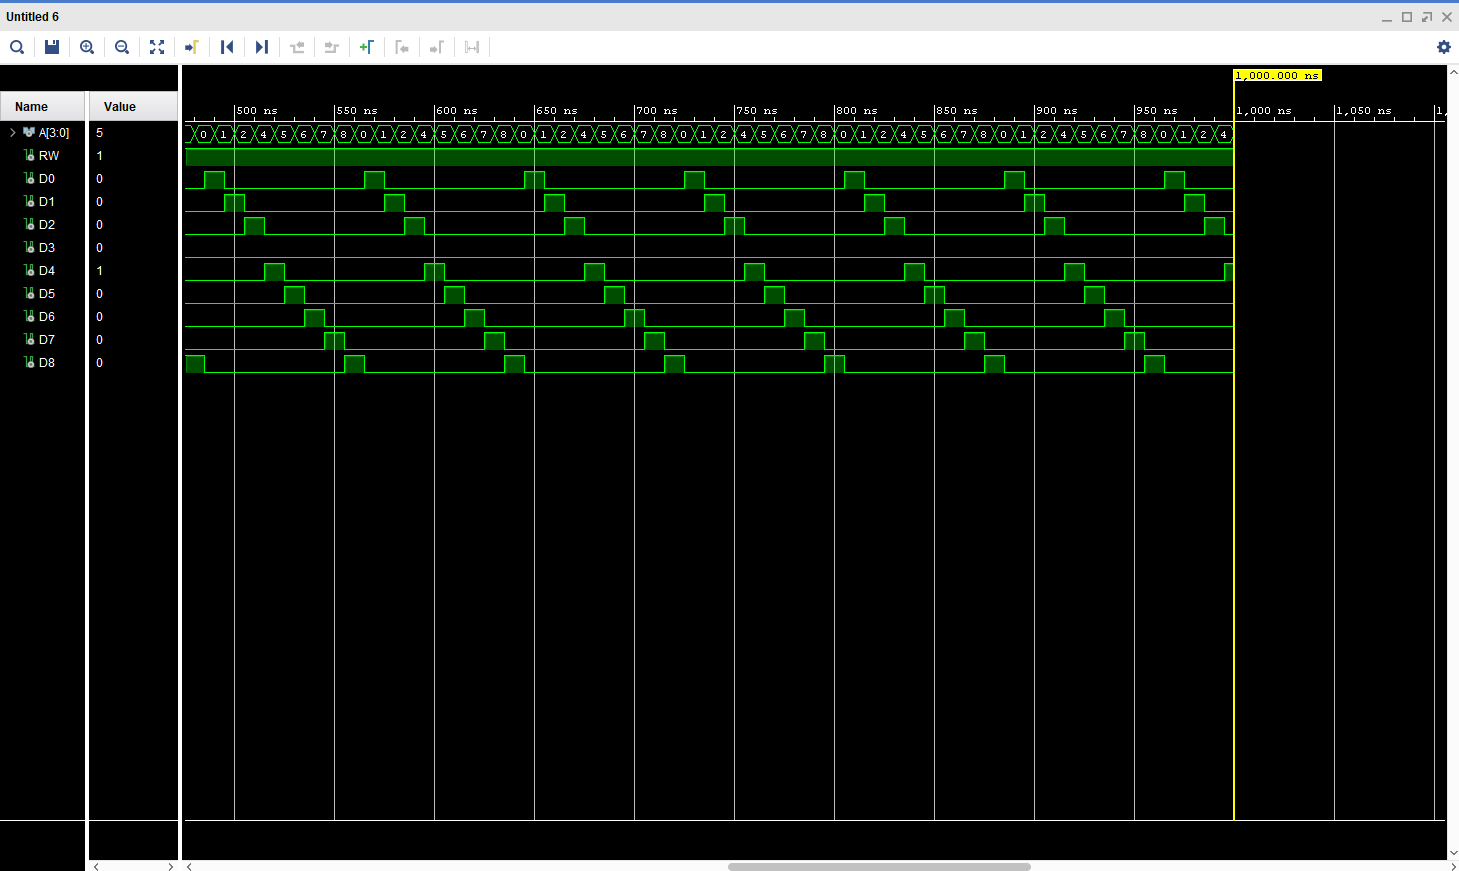 Untitled 6
1,000.000 ns
Name Value
500 ns 550 ns 600 ns 650 ns 700 ns 750 ns 800 ns 850 ns 900 ns 950 ns 1,000 ns 1,050 ns 1,
A[3:0] 5 0 1 2 4 5 6 7 8 0 1 2 4 5 6 7 8 0 1 2 4 5 6 7 8 0 1 2 4 5 6 7 8 0 1 2 4 5 6 7 8 0 1 2 4 5 6 7 8 0 1 2 4
RW 1
D0 0
D1 0
D2 0
D3 0
D4 1
D5 0
D6 0
D7 0
D8 0